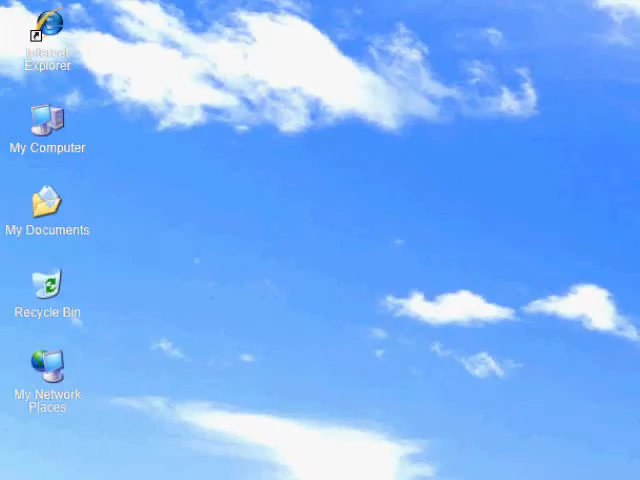 Internet
Explorer
My Computer
My Documents
Recycle Bin
My Network
Places